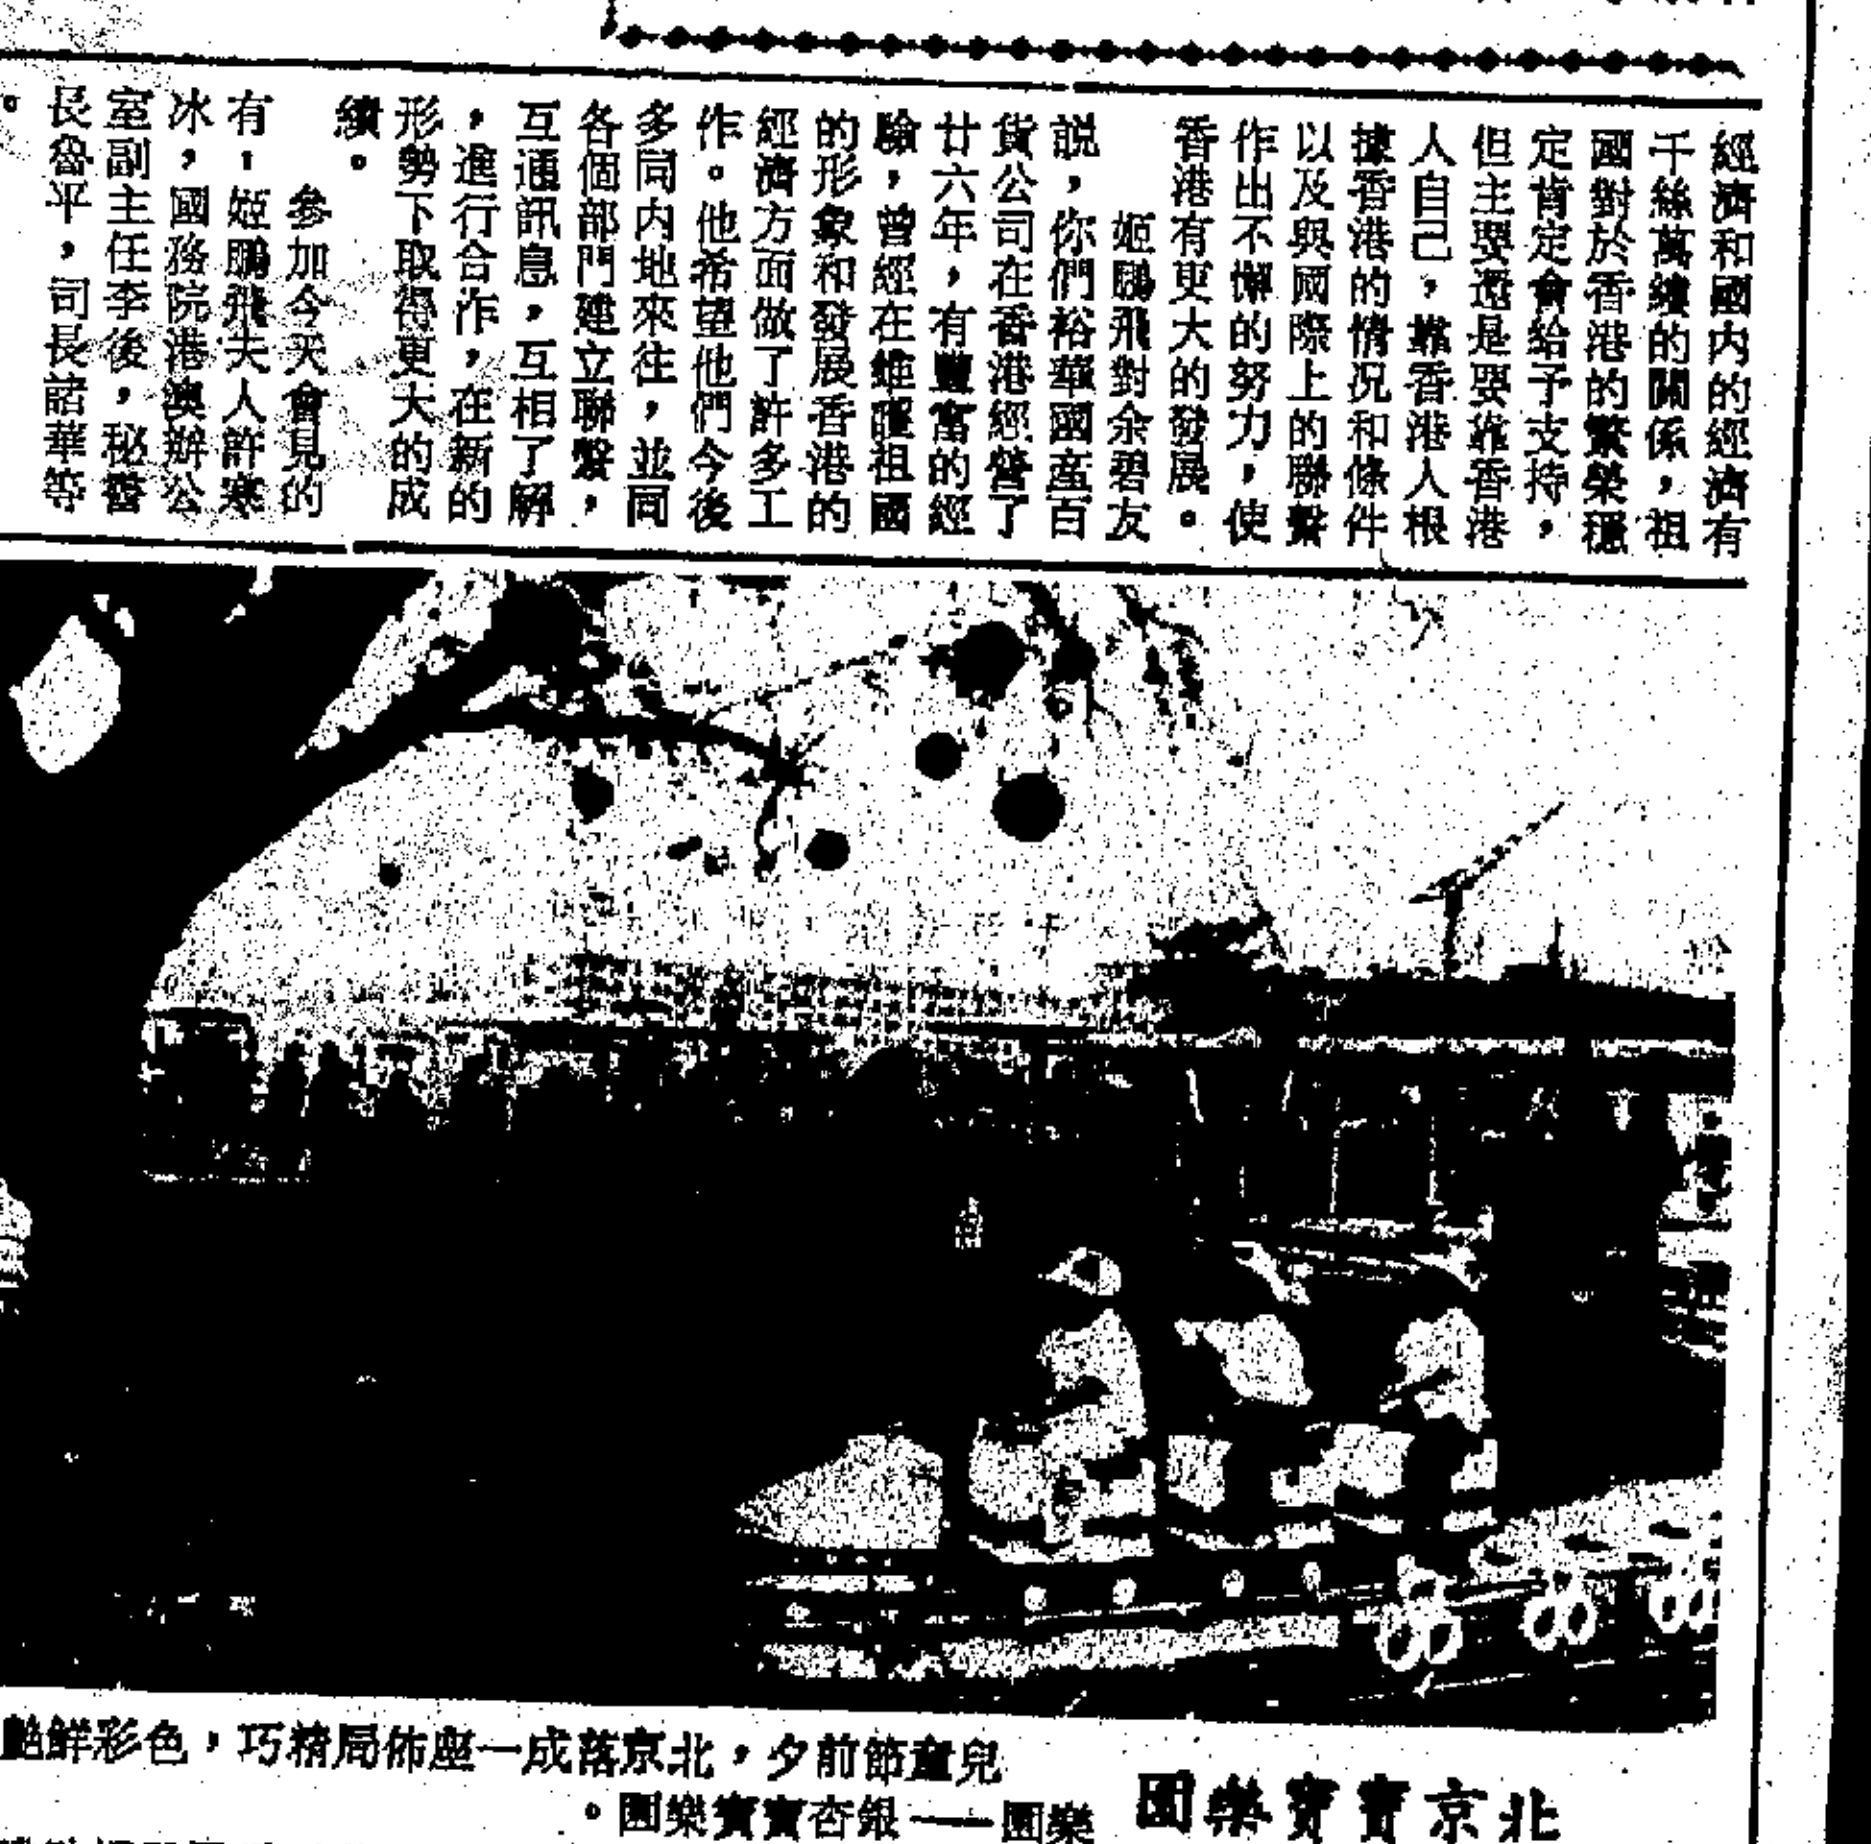 經濟和國內的經濟有
千絲萬縷的關係，祖
國對於香港的繁榮穩
定肯定會給予支持，
但主要還是要靠香港
人自己，靠香港人根
據香港的情況和條件
以及與國際上的聯繫
作出不懈的努力，使
香港有更大的發展。
姬鵬飛對余碧友
説，你們裕華國產百
貨公司在香港經營了
廿六年，有豐富的經
驗，曾經在維護祖國
的形象和發展香港的
經濟方面做了許多工
作。他希望他們今後
多同內地來往，並同
各個部門建立聯繫，
互通訊息，互相了解
，進行合作，在新的
形勢下取得更大的成
績。
參加今天會見的
有，姬鵬飛夫人許寒
冰，國務院港澳辦公
室副主任李後，秘書
長魯平，司長諸華等
。
北京寶寶樂園
兒童節前夕，北京落成一座佈局精巧，色彩鮮艷
樂園——銀杏寶寶樂園。